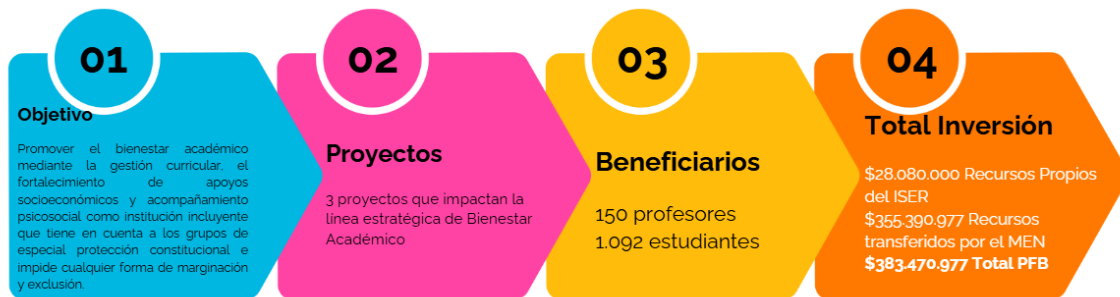 01
Objetivo
Promover el bienestar académico
mediante la gestión curricular, el
fortalecimiento de apoyos
socioeconómicos y acompañamiento
psicosocial como institución incluyente
que tiene en cuenta a los grupos de
especial protección constitucional e
impide cualquier forma de marginación
y exclusión.
02
Proyectos
3 proyectos que impactan la
línea estratégica de Bienestar
Académico
03
Beneficiarios
150 profesores
1.092 estudiantes
04
Total Inversión
$28.080.000 Recursos Propios
del ISER
$355.390.977 Recursos
transferidos por el MEN
$383.470.977 Total PFB